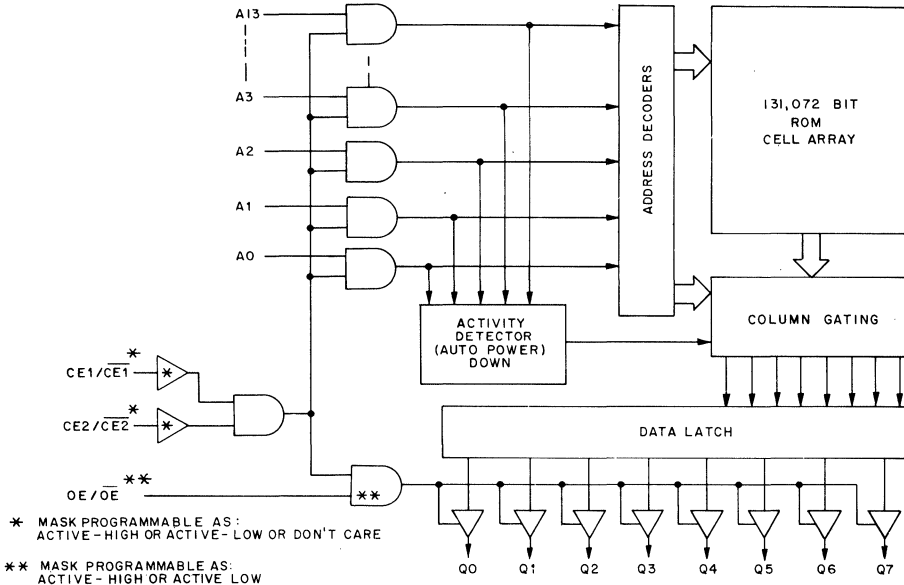 A13
A3
A2
A1
A0
ADDRESS DECODERS
131,072 BIT
ROM
CELL ARRAY
COLUMN GATING
ACTIVITY
DETECTOR
(AUTO POWER)
DOWN
CE1/CE1 *
*
CE2/CE2 *
*
DATA LATCH
OE/OE **
**
* MASK PROGRAMMABLE AS:
ACTIVE-HIGH OR ACTIVE-LOW OR DON'T CARE
** MASK PROGRAMMABLE AS:
ACTIVE-HIGH OR ACTIVE LOW
Q0 Q1 Q2 Q3 Q4 Q5 Q6 Q7